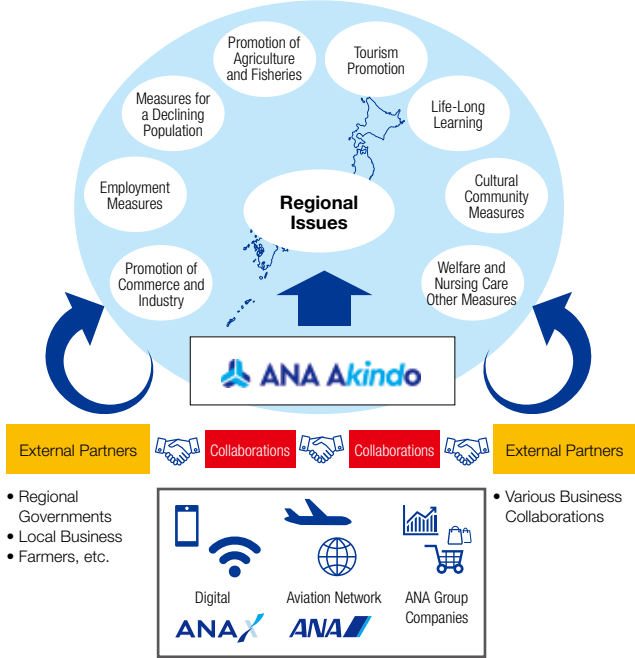 Promotion of
Agriculture
and Fisheries
Tourism
Promotion
Measures for
a Declining
Population
Life-Long
Learning
Employment
Measures
Regional
Issues
Cultural
Community
Measures
Promotion of
Commerce and
Industry
Welfare and
Nursing Care
Other Measures
ANA Akindo
External Partners
Collaborations
Collaborations
External Partners
• Regional
Governments
• Local Business
• Farmers, etc.
• Various Business
Collaborations
Digital
Aviation Network
ANA Group
Companies
ANA X
ANA